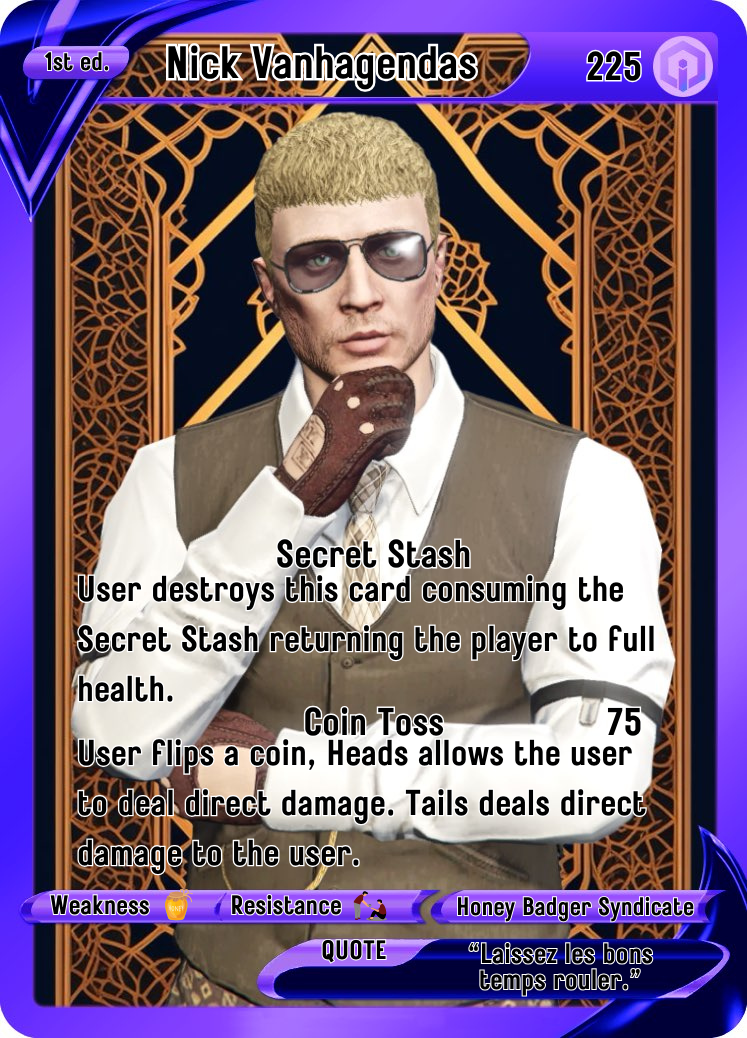 1st ed.
Nick Vanhagendas
225
Secret Stash
User destroys this card consuming the
Secret Stash returning the player to full
health.
Coin Toss 75
User flips a coin, Heads allows the user
to deal direct damage. Tails deals direct
damage to the user.
Weakness
Resistance
Honey Badger Syndicate
QUOTE
“Laissez les bons
temps rouler.”